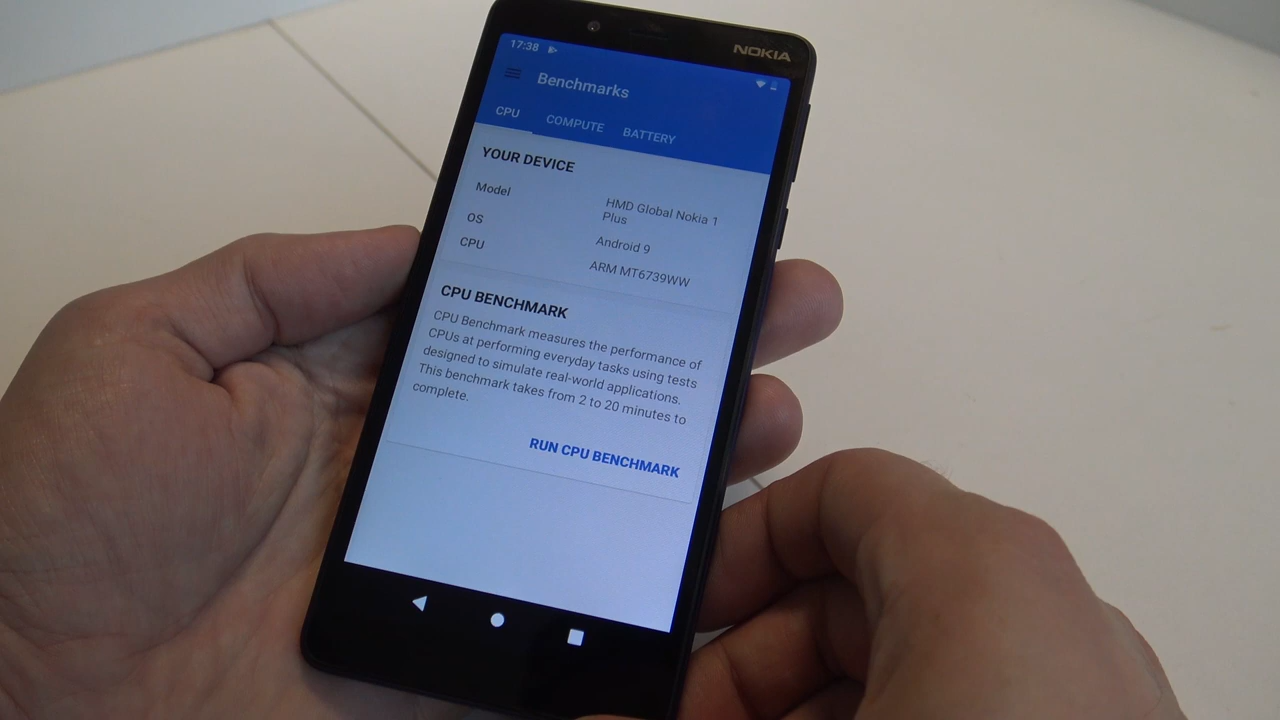 NOKIA
17:38
Benchmarks
CPU COMPUTE BATTERY
YOUR DEVICE
Model HMD Global Nokia 1
Plus
OS Android 9
CPU ARM MT6739WW
CPU BENCHMARK
CPU Benchmark measures the performance of
CPUs at performing everyday tasks using tests
designed to simulate real-world applications.
This benchmark takes from 2 to 20 minutes to
complete.
RUN CPU BENCHMARK